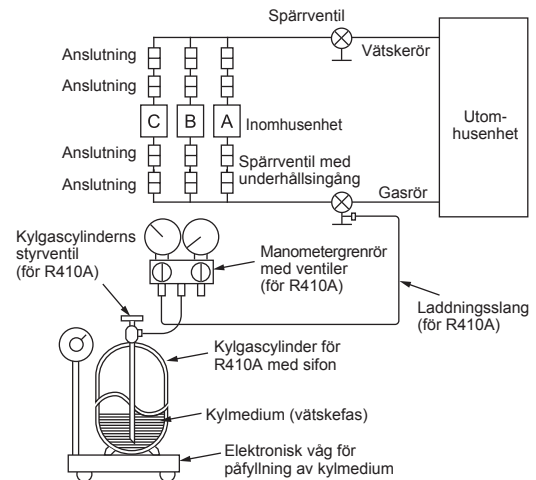 Spärrventil
Anslutning
Vätskerör
Anslutning
C
B
A
Inomhusenhet
Utom-
husenhet
Anslutning
Spärrventil med
underhållsingång
Anslutning
Gasrör
Kylgascylinderns
styrventil
(för R410A)
Manometergrenrör
med ventiler
(för R410A)
Laddningsslang
(för R410A)
Kylgascylinder för
R410A med sifon
Kylmedium (vätskefas)
Elektronisk våg för
påfyllning av kylmedium